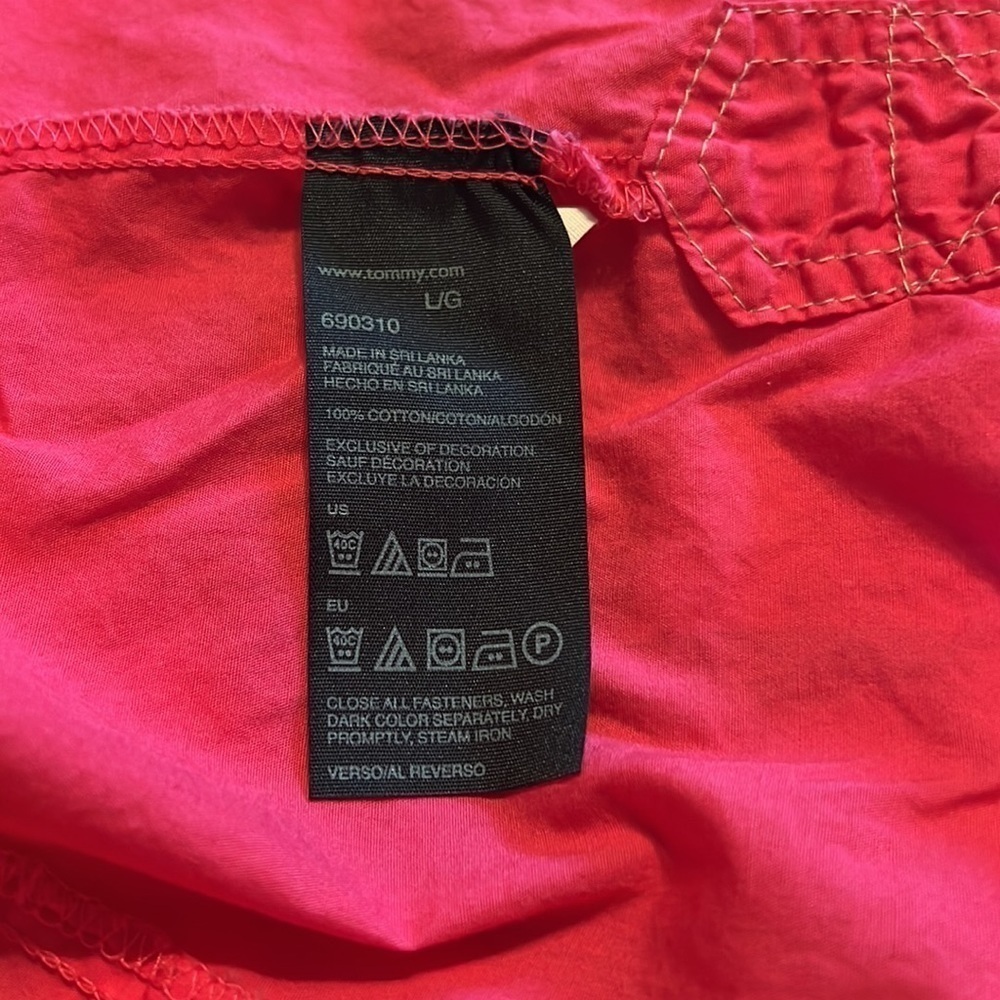 www.tommy.com
L/G
690310
MADE IN SRI LANKA
FABRIQUÉ AU SRI LANKA
HECHO EN SRI LANKA
100% COTTON/COTON/ALGODÓN
EXCLUSIVE OF DECORATION
SAUF DÉCORATION
EXCLUYE LA DECORACIÓN
US
40C
EU
40C P
CLOSE ALL FASTENERS, WASH
DARK COLOR SEPARATELY, DRY
PROMPTLY, STEAM IRON
VERSO/AL REVERSO